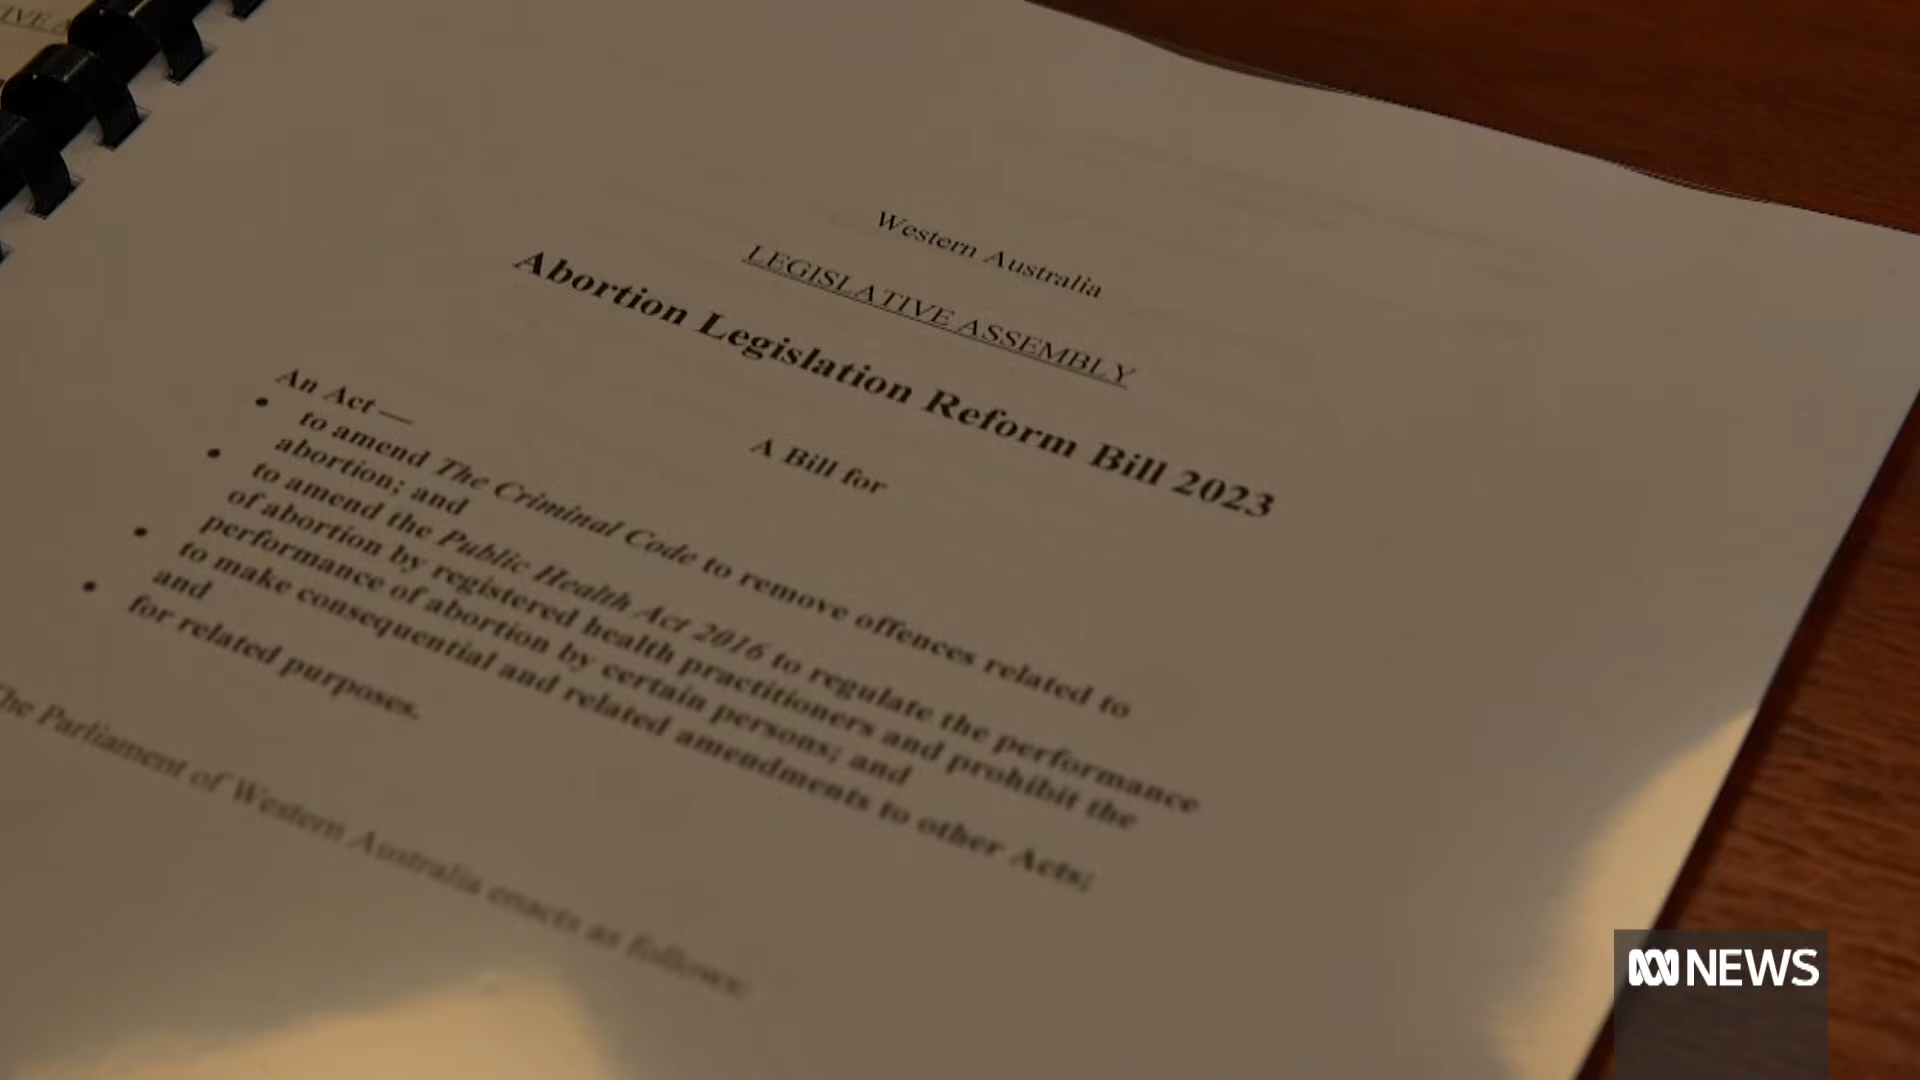 Western Australia
LEGISLATIVE ASSEMBLY
Abortion Legislation Reform Bill 2023
A Bill for
An Act —
• to amend The Criminal Code to remove offences related to
abortion; and
• to amend the Public Health Act 2016 to regulate the performance
of abortion by registered health practitioners and prohibit the
performance of abortion by certain persons; and
• to make consequential and related amendments to other Acts;
and
• for related purposes.
The Parliament of Western Australia enacts as follows:
NEWS